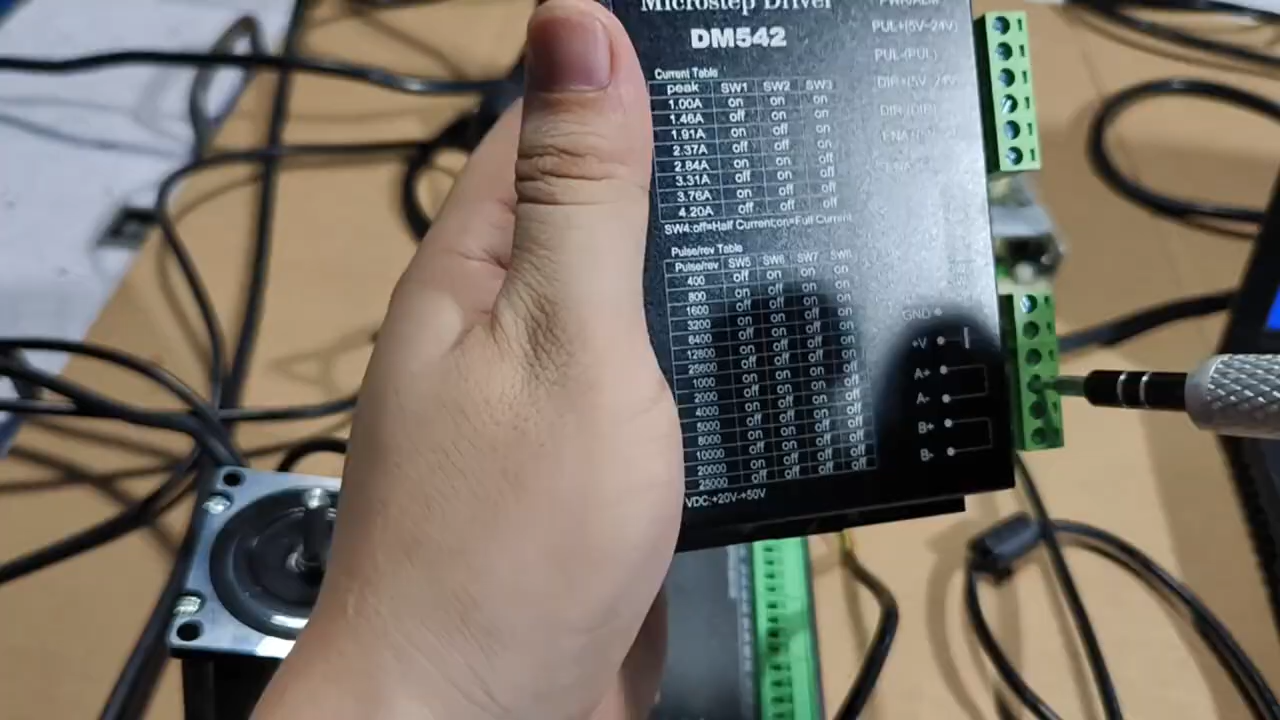 Microstep Driver
DM542
Current Table
peak SW1 SW2 SW3
1.00A on on on
1.46A off on on
1.91A on off on
2.37A off off on
2.84A on on off
3.31A off on off
3.76A on off off
4.20A off off off
SW4:off=Half Current;on=Full Current
Pulse/rev Table
Pulse/rev SW5 SW6 SW7 SW8
400 off on on on
800 on off on on
1600 off off on on
3200 on on off on
6400 off on off on
12800 on off off on
25600 off off off on
1000 on on on off
2000 off on on off
4000 on off on off
5000 off off on off
8000 on on off off
10000 off on off off
20000 on off off off
25000 off off off off
VDC:+20V~+50V
PUL+(5V~24V)
PUL-(PUL)
DIR+(5V~24V)
DIR-(DIR)
GND
+V
A+
A-
B+
B-